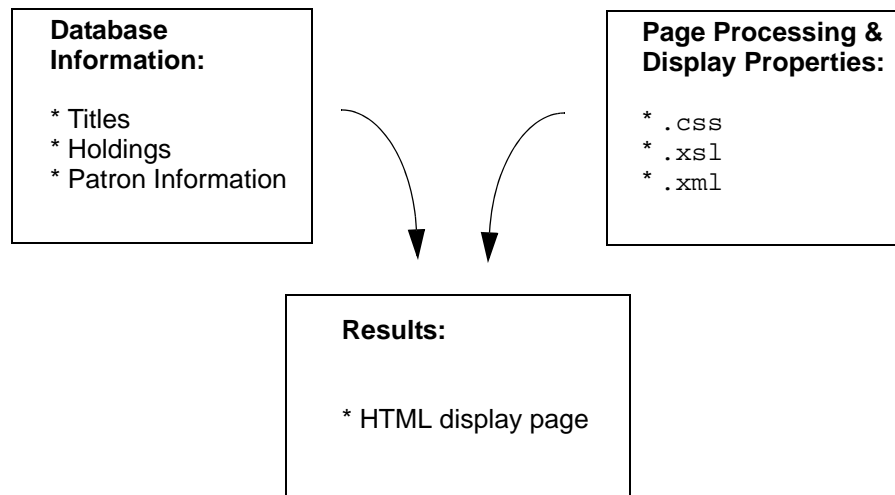 Database
Information:
* Titles
* Holdings
* Patron Information
Page Processing &
Display Properties:
* .css
* .xsl
* .xml
Results:
* HTML display page